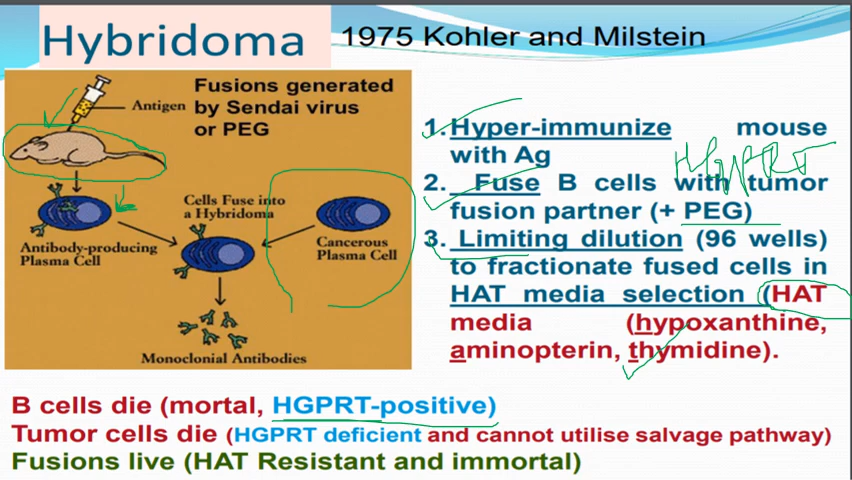 Hybridoma
1975 Kohler and Milstein
Fusions generated
by Sendai virus
or PEG
Antigen
Cells Fuse into
a Hybridoma
Antibody-producing
Plasma Cell
Cancerous
Plasma Cell
Monoclonial Antibodies
1. Hyper-immunize mouse
with Ag
HGPRT
2. Fuse B cells with tumor
fusion partner (+ PEG)
3. Limiting dilution (96 wells)
to fractionate fused cells in
HAT media selection (HAT
media (hypoxanthine,
aminopterin, thymidine).
B cells die (mortal, HGPRT-positive)
Tumor cells die (HGPRT deficient and cannot utilise salvage pathway)
Fusions live (HAT Resistant and immortal)